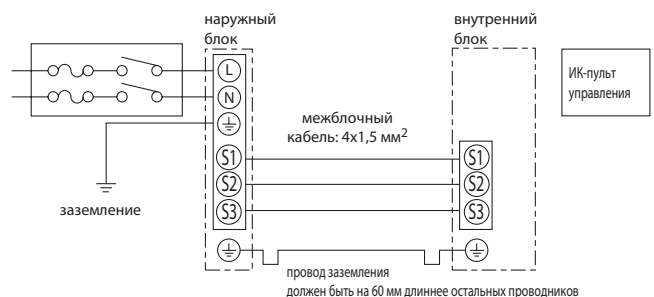 наружный
блок
внутренний
блок
L
N
ИК-пульт
управления
межблочный
кабель: 4x1,5 мм²
S1
S2
S3
S1
S2
S3
заземление
провод заземления
должен быть на 60 мм длиннее остальных проводников